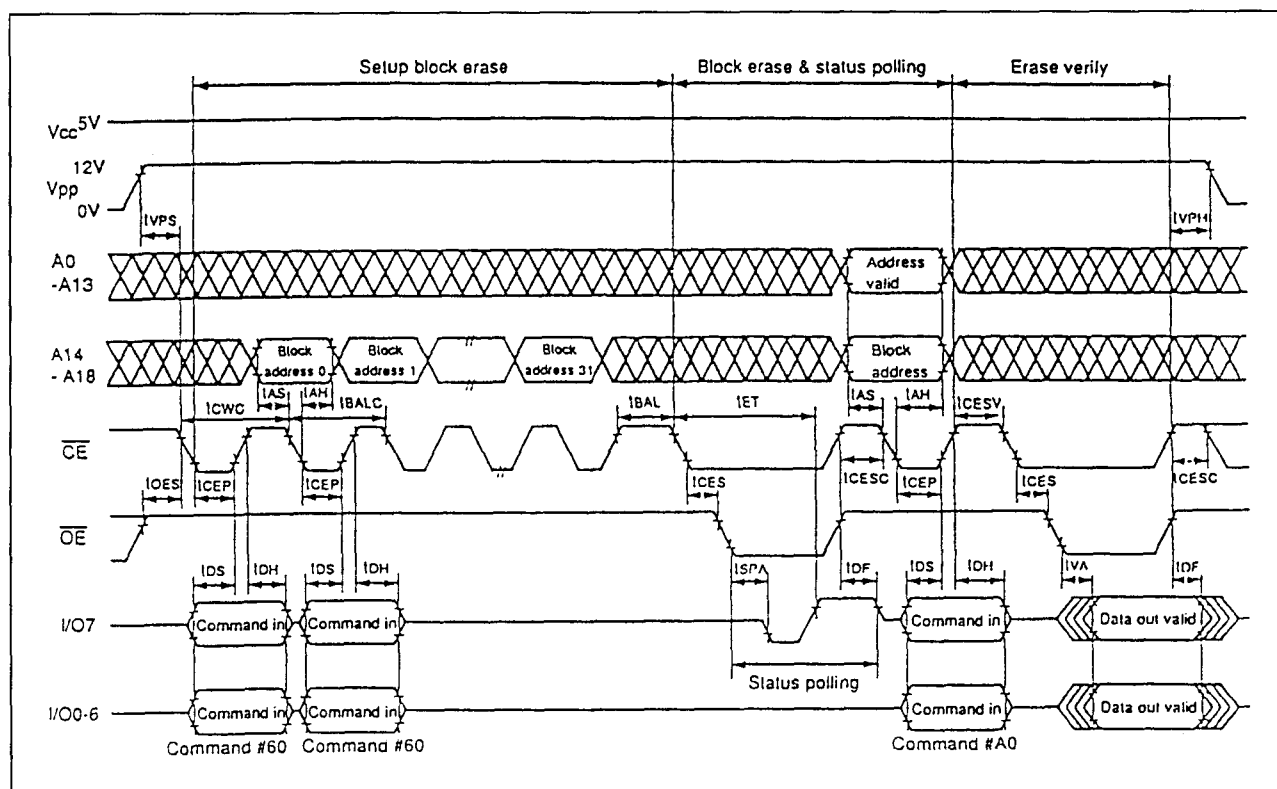 Setup block erase Block erase & status polling Erase verily
Vcc 5V
12V
Vpp
0V
tVPS tVPH
A0
-A13
Address
valid
A14
- A18
Block
address 0
Block
address 1
Block
address 31
Block
address
tCWC tAS tAH tBALC tBAL tET tAS tAH tCESV
CE
tOES tCEP tCEP tCES tCESC tCEP tCES tCESC
OE
tDS tDH tDS tDH tSPA tDF tDS tDH tVA tDF
I/O7 Command in Command in Command in Data out valid
Status polling
I/O0-6 Command in Command in Command in Data out valid
Command #60 Command #60 Command #A0